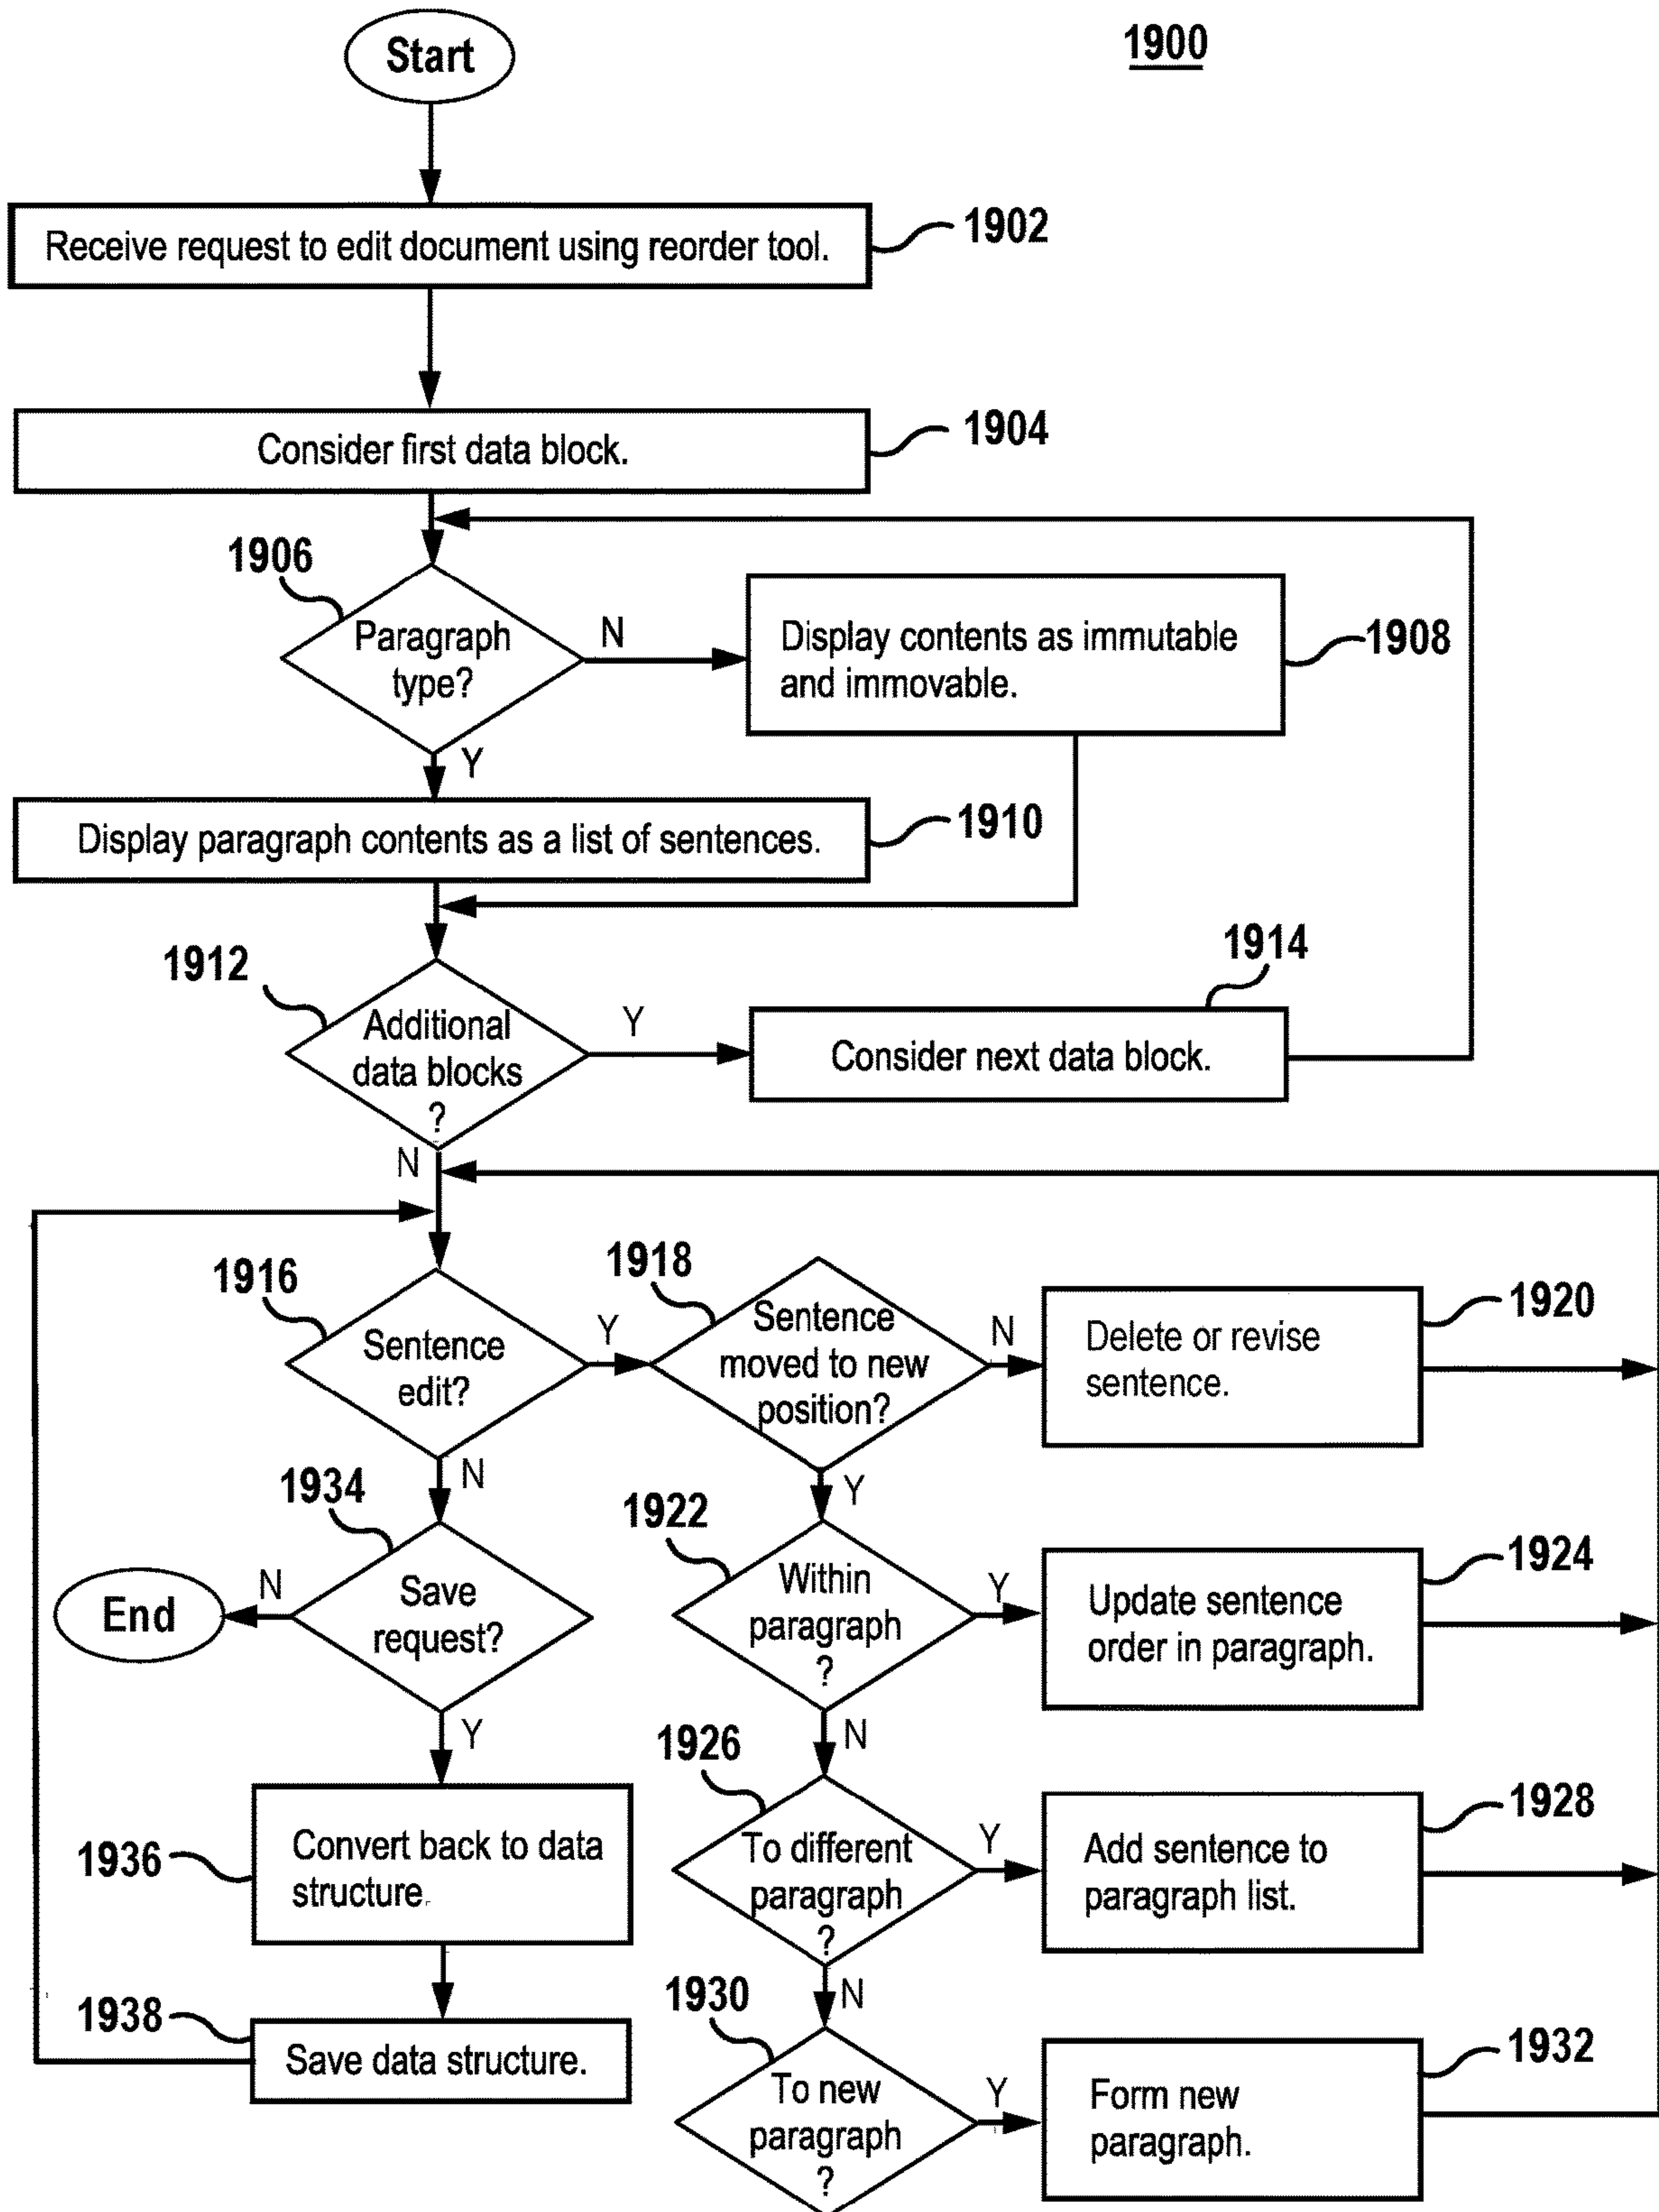 Start
1900
Receive request to edit document using reorder tool.
1902
Consider first data block.
1904
1906
Paragraph
type?
N
Y
Display contents as immutable
and immovable.
1908
Display paragraph contents as a list of sentences.
1910
1912
Additional
data blocks
?
Y
N
1914
Consider next data block.
1916
Sentence
edit?
Y
N
1918
Sentence
moved to new
position?
N
Y
Delete or revise
sentence.
1920
1922
Within
paragraph
?
Y
N
Update sentence
order in paragraph.
1924
1934
Save
request?
N
End
Y
1926
To different
paragraph
?
Y
N
Add sentence to
paragraph list.
1928
1936
Convert back to data
structure.
1938
Save data structure.
1930
To new
paragraph
?
Y
Form new
paragraph.
1932